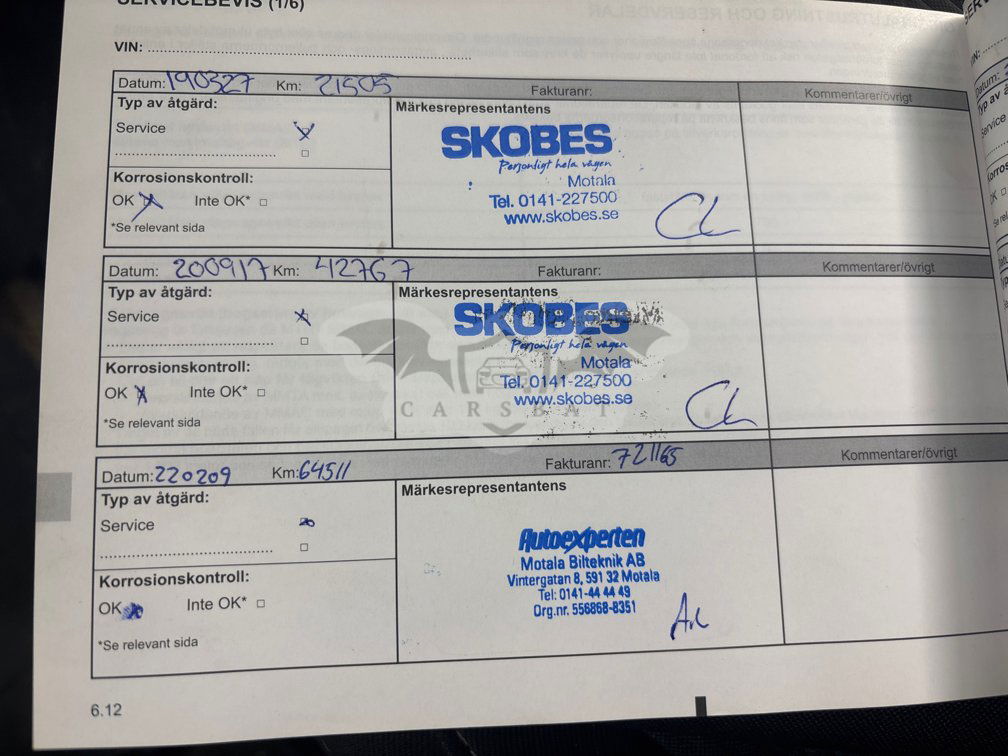 SERVICEBEVIS (1/6)
VIN:
Datum: 190327 Km: 21505 Fakturanr: Kommentarer/övrigt
Typ av åtgärd: Märkesrepresentantens
Service
SKOBES
Personligt hela vägen
Motala
Tel. 0141-227500
www.skobes.se
Korrosionskontroll:
OK Inte OK* □
*Se relevant sida
CL
Datum: 200917 Km: 42767 Fakturanr: Kommentarer/övrigt
Typ av åtgärd: Märkesrepresentantens
Service
SKOBES
Personligt hela vägen
Motala
Tel. 0141-227500
www.skobes.se
CARSBAT
Korrosionskontroll:
OK Inte OK* □
*Se relevant sida
CL
Datum: 220209 Km: 64511 Fakturanr: 721165 Kommentarer/övrigt
Typ av åtgärd: Märkesrepresentantens
Service
Autoexperten
Motala Bilteknik AB
Vintergatan 8, 591 32 Motala
Tel: 0141-44 44 49
Org.nr. 556868-8351
Korrosionskontroll:
OK Inte OK* □
*Se relevant sida
6.12